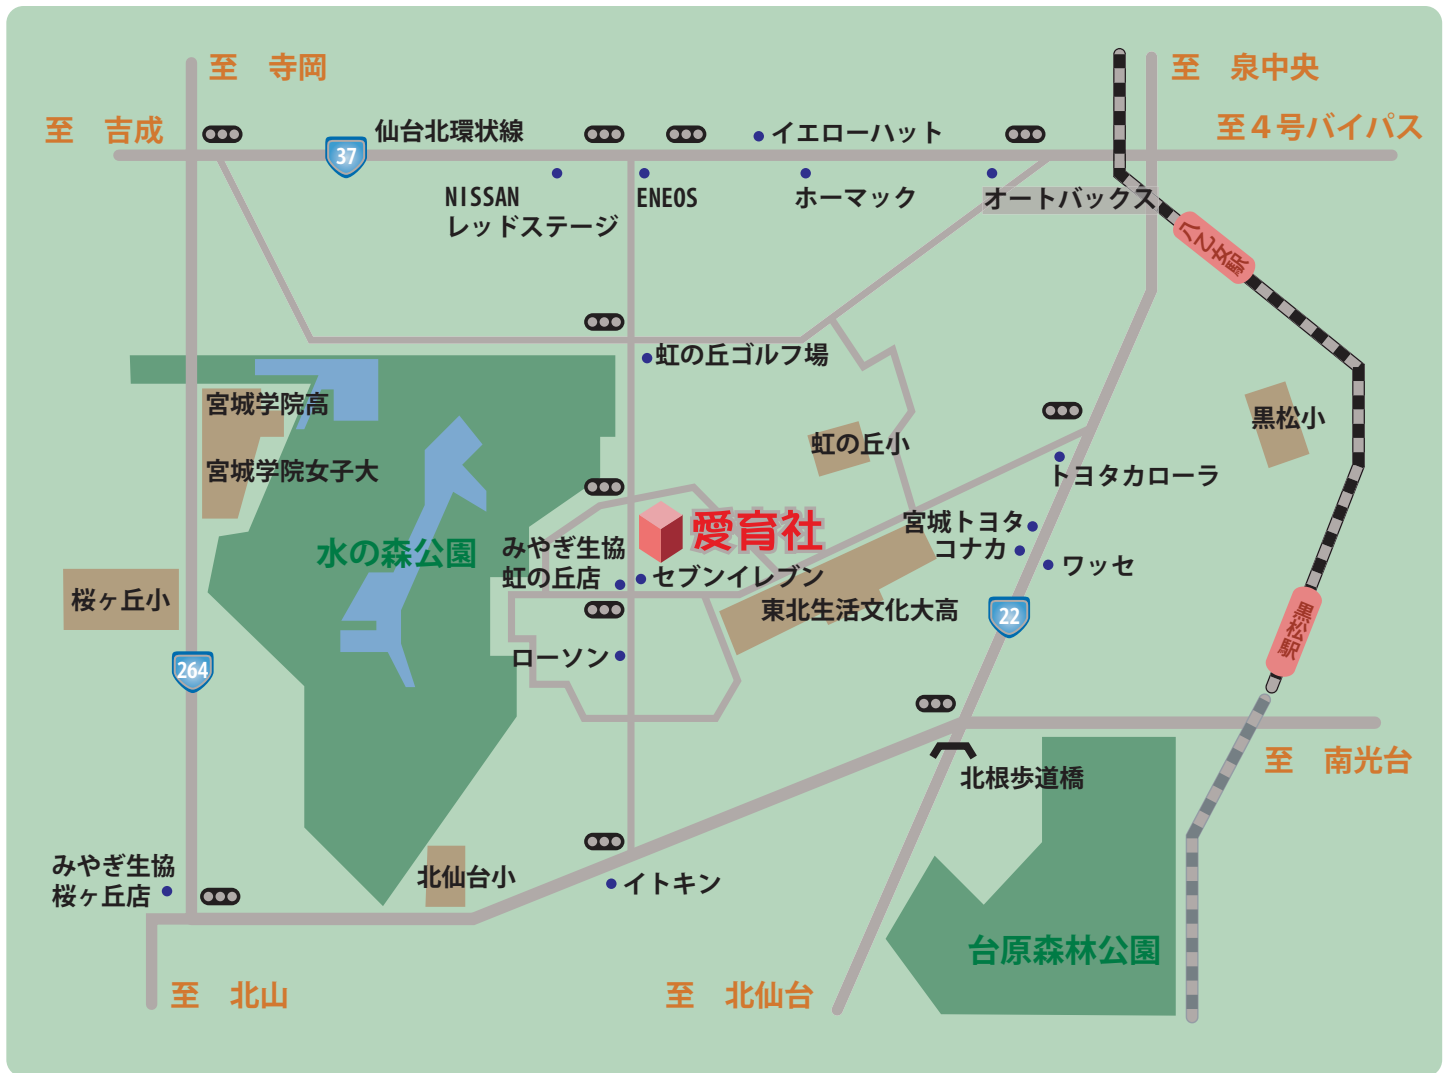 至　寺岡
至　泉中央
至　吉成
仙台北環状線
イエローハット
至４号バイパス
37
NISSAN
レッドステージ
ENEOS
ホーマック
オートバックス
八乙女駅
虹の丘ゴルフ場
宮城学院高
宮城学院女子大
虹の丘小
黒松小
トヨタカローラ
愛育社
宮城トヨタ
コナカ
ワッセ
水の森公園
みやぎ生協
虹の丘店
セブンイレブン
桜ヶ丘小
東北生活文化大高
22
黒松駅
ローソン
264
至　南光台
北根歩道橋
みやぎ生協
桜ヶ丘店
北仙台小
イトキン
台原森林公園
至　北山
至　北仙台